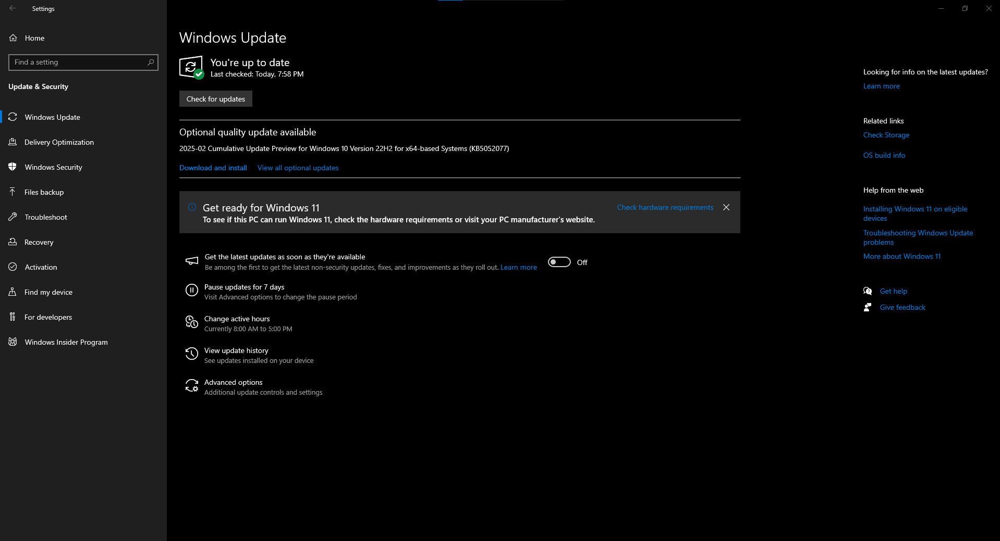 Settings
Home
Find a setting
Update & Security
Windows Update
Delivery Optimization
Windows Security
Files backup
Troubleshoot
Recovery
Activation
Find my device
For developers
Windows Insider Program
Windows Update
You're up to date
Last checked: Today, 7:58 PM
Check for updates
Optional quality update available
2025-02 Cumulative Update Preview for Windows 10 Version 22H2 for x64-based Systems (KB5052077)
Download and install View all optional updates
Get ready for Windows 11
Check hardware requirements
To see if this PC can run Windows 11, check the hardware requirements or visit your PC manufacturer's website.
Get the latest updates as soon as they're available
Be among the first to get the latest non-security updates, fixes, and improvements as they roll out. Learn more
Off
Pause updates for 7 days
Visit Advanced options to change the pause period
Change active hours
Currently 8:00 AM to 5:00 PM
View update history
See updates installed on your device
Advanced options
Additional update controls and settings
Looking for info on the latest updates?
Learn more
Related links
Check Storage
OS build info
Help from the web
Installing Windows 11 on eligible
devices
Troubleshooting Windows Update
problems
More about Windows 11
Get help
Give feedback